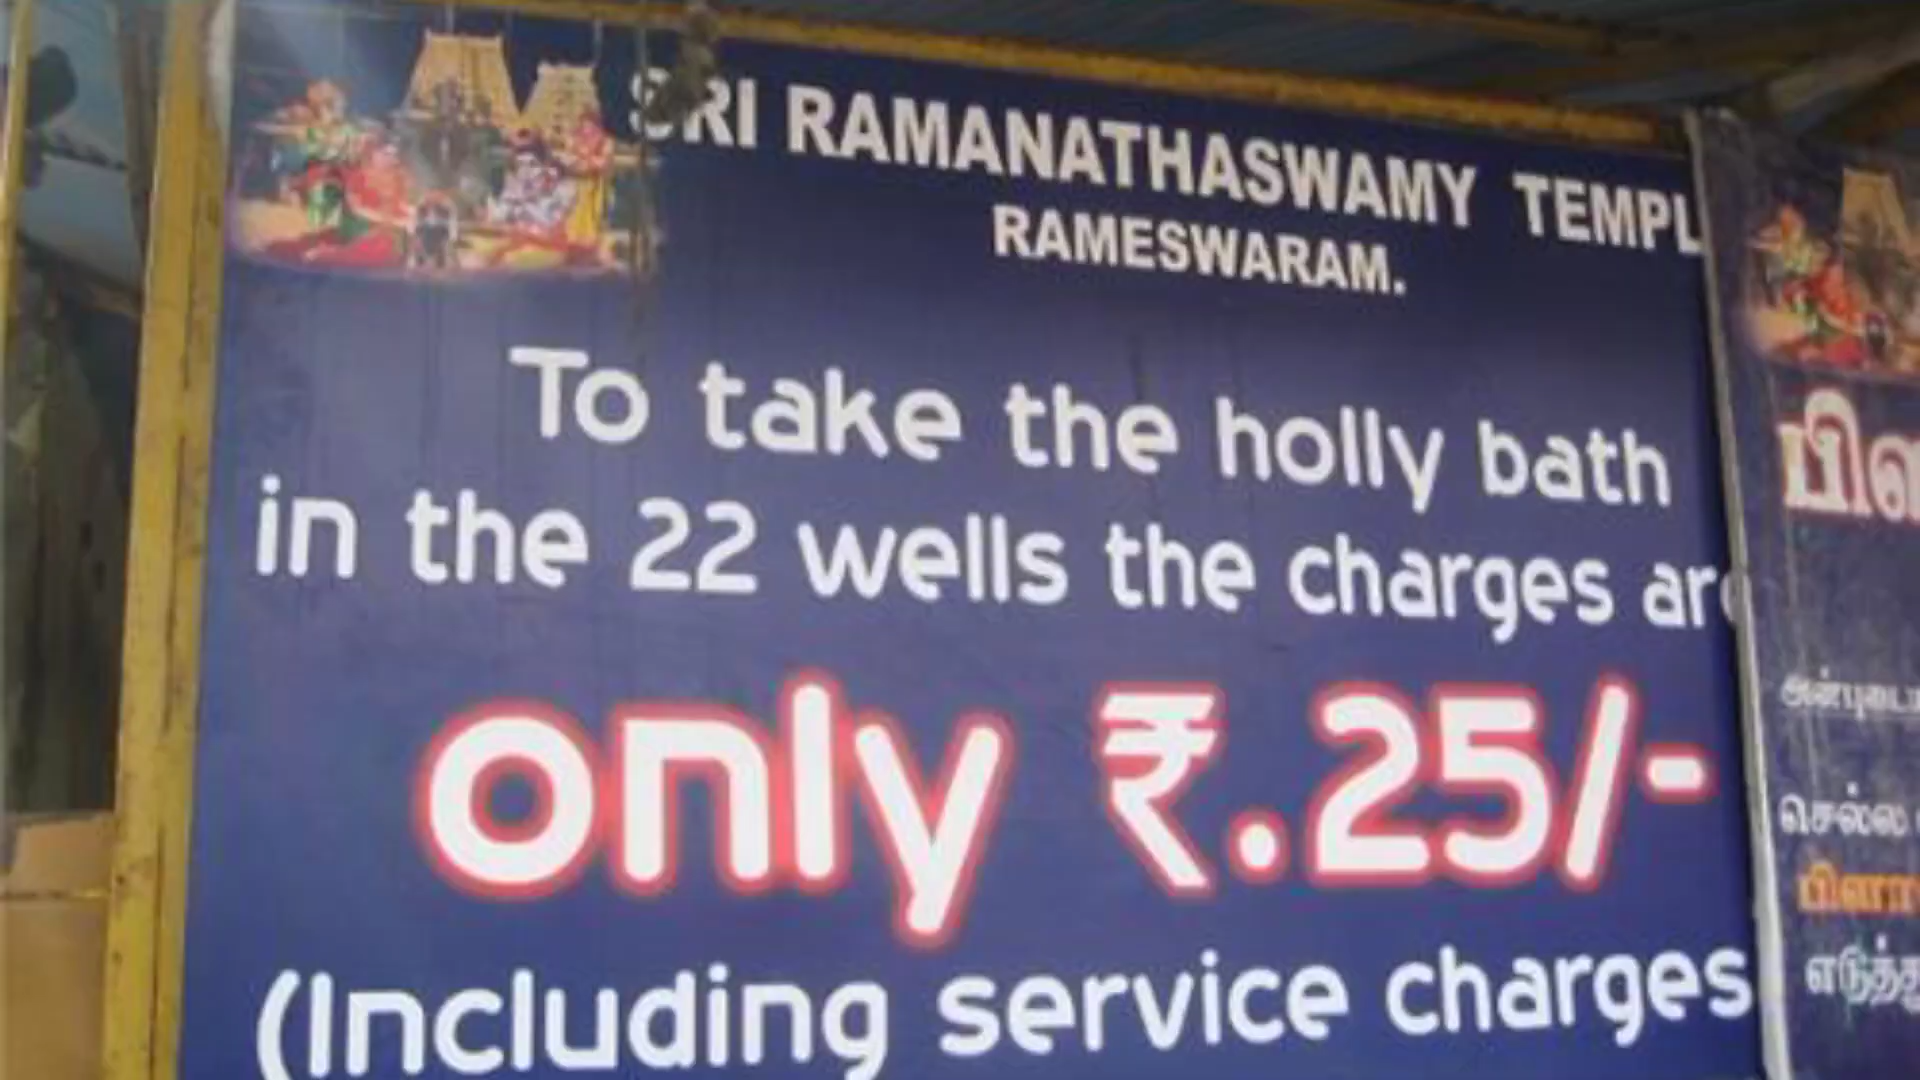 SRI RAMANATHASWAMY TEMPL
RAMESWARAM.
To take the holly bath
in the 22 wells the charges are
only ₹.25/-
(Including service charges
செல்ல